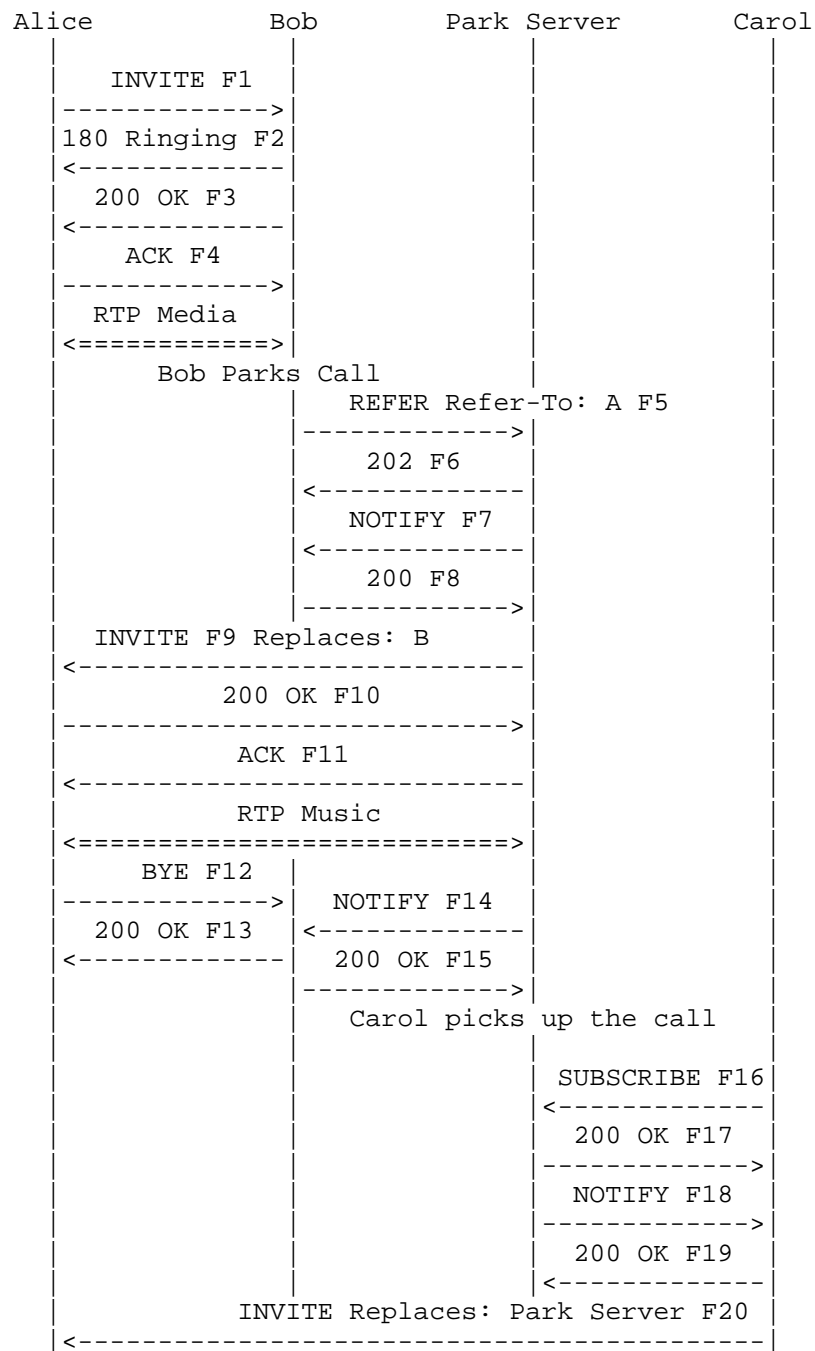 Alice Bob Park Server Carol
INVITE F1
180 Ringing F2
200 OK F3
ACK F4
RTP Media
Bob Parks Call
REFER Refer-To: A F5
202 F6
NOTIFY F7
200 F8
INVITE F9 Replaces: B
200 OK F10
ACK F11
RTP Music
BYE F12
NOTIFY F14
200 OK F13
200 OK F15
Carol picks up the call
SUBSCRIBE F16
200 OK F17
NOTIFY F18
200 OK F19
INVITE Replaces: Park Server F20